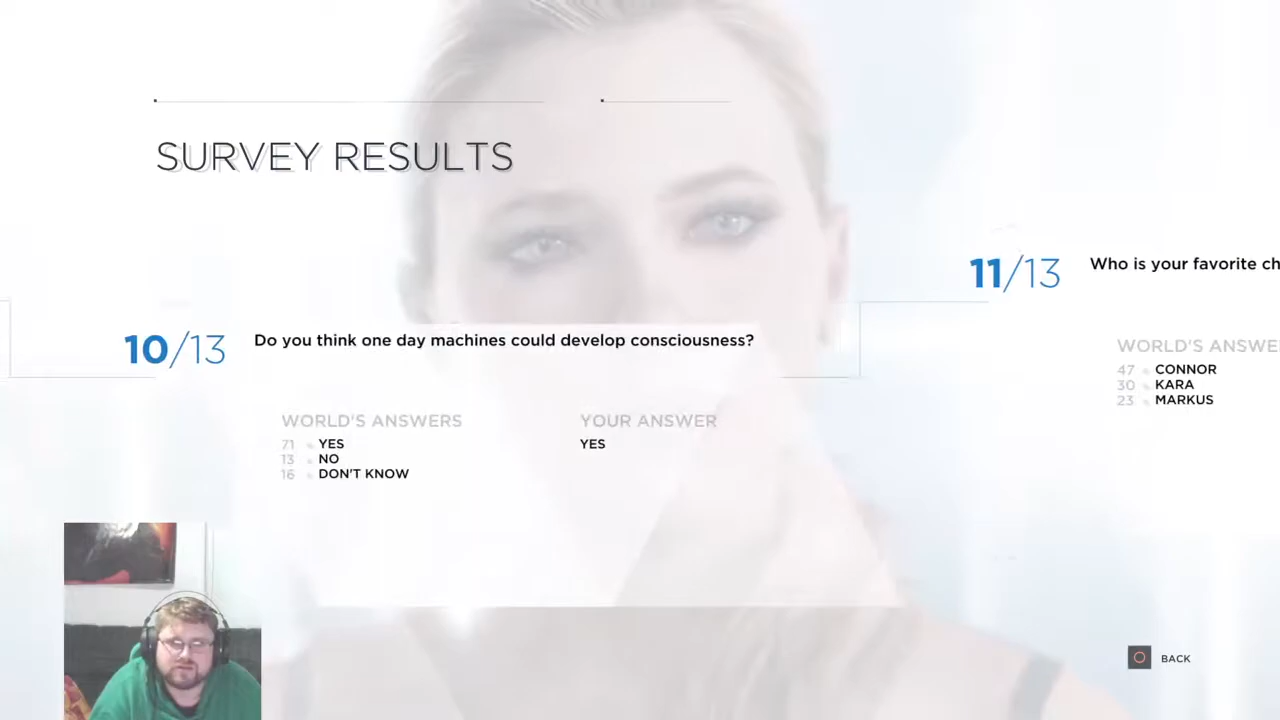 SURVEY RESULTS
10/13
Do you think one day machines could develop consciousness?
WORLD'S ANSWERS
71 YES
13 NO
16 DON'T KNOW
YOUR ANSWER
YES
11/13
Who is your favorite ch
WORLD'S ANSWE
47 CONNOR
30 KARA
23 MARKUS
BACK